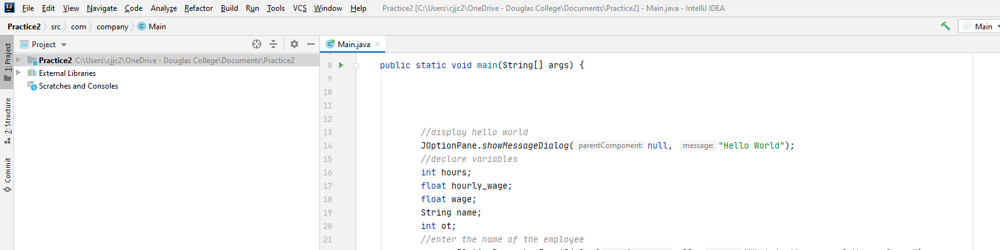 File Edit View Navigate Code Analyze Refactor Build Run Tools VCS Window Help Practice2 [C:\Users\cjjc2\OneDrive - Douglas College\Documents\Practice2] - Main.java - IntelliJ IDEA
Practice2 src com company C Main Main
1: Project
7: Structure
Commit
Project
Practice2 C:\Users\cjjc2\OneDrive - Douglas College\Documents\Practice2
External Libraries
Scratches and Consoles
Main.java
8 public static void main(String[] args) {
9
10
11
12
13 //display hello world
14 JOptionPane.showMessageDialog( parentComponent: null, message: "Hello World");
15 //declare variables
16 int hours;
17 float hourly_wage;
18 float wage;
19 String name;
20 int ot;
21 //enter the name of the employee